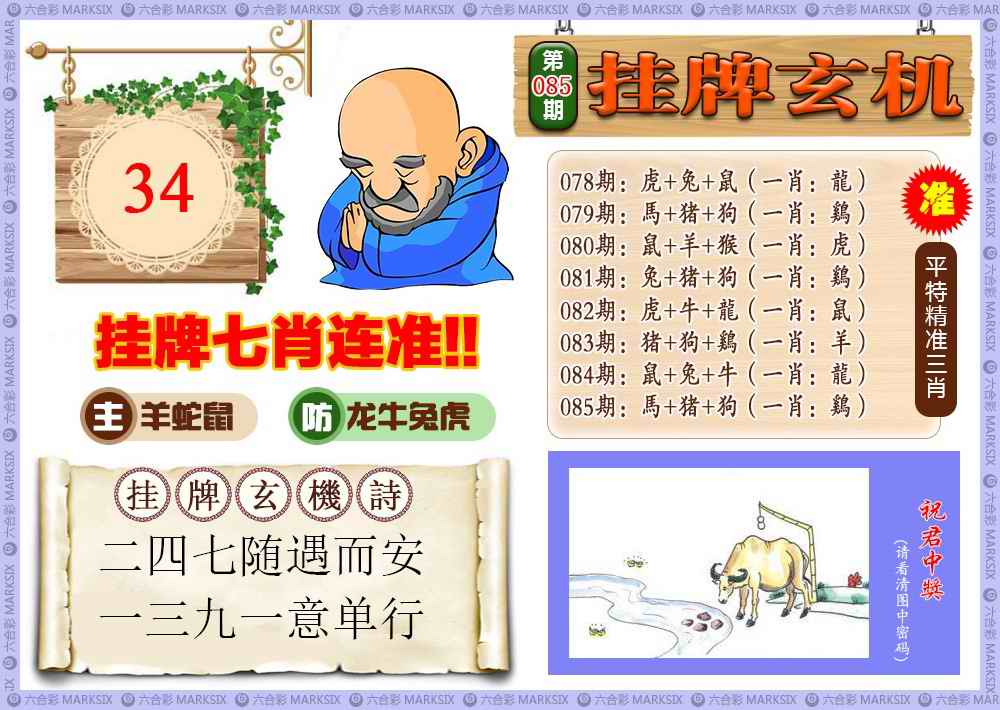 六合彩 MARKSIX
34
第
085
期
挂牌玄机
078期：虎+兔+鼠（一肖：龍）
079期：馬+猪+狗（一肖：鷄）
080期：鼠+羊+猴（一肖：虎）
081期：兔+猪+狗（一肖：鷄）
082期：虎+牛+龍（一肖：鼠）
083期：猪+狗+鷄（一肖：羊）
084期：鼠+兔+牛（一肖：龍）
085期：馬+猪+狗（一肖：鷄）
准
平特精准三肖
挂牌七肖连准!!
主 羊蛇鼠
防 龙牛兔虎
挂牌玄機詩
二四七随遇而安
一三九一意单行
祝君中奖
（请看清图中密码）